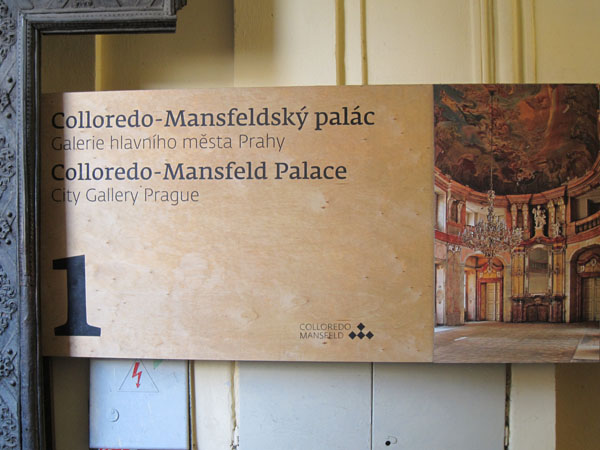 Colloredo-Mansfeldský palác
Galerie hlavního města Prahy
Colloredo-Mansfeld Palace
City Gallery Prague
1
COLLOREDO
MANSFELD